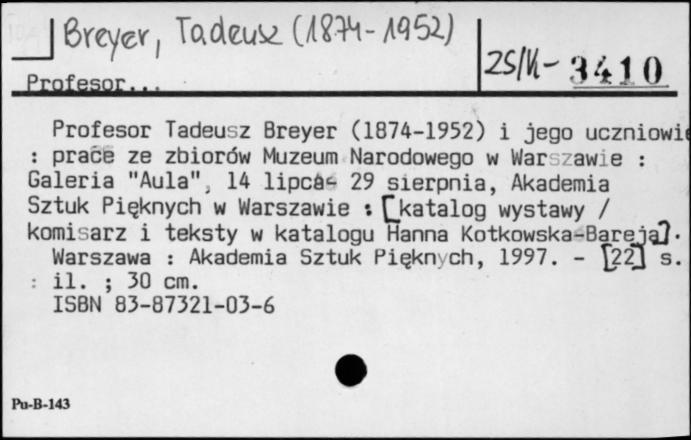 Breyer, Tadeusz (1874-1952)
ZS/K- 3410
Profesor...
Profesor Tadeusz Breyer (1874-1952) i jego uczniowie
: prace ze zbiorów Muzeum Narodowego w Warszawie :
Galeria "Aula", 14 lipca- 29 sierpnia, Akademia
Sztuk Pięknych w Warszawie : [katalog wystawy /
komisarz i teksty w katalogu Hanna Kotkowska-Bareja].
Warszawa : Akademia Sztuk Pięknych, 1997. - [22] s.
: il. ; 30 cm.
ISBN 83-87321-03-6
Pu-B-143